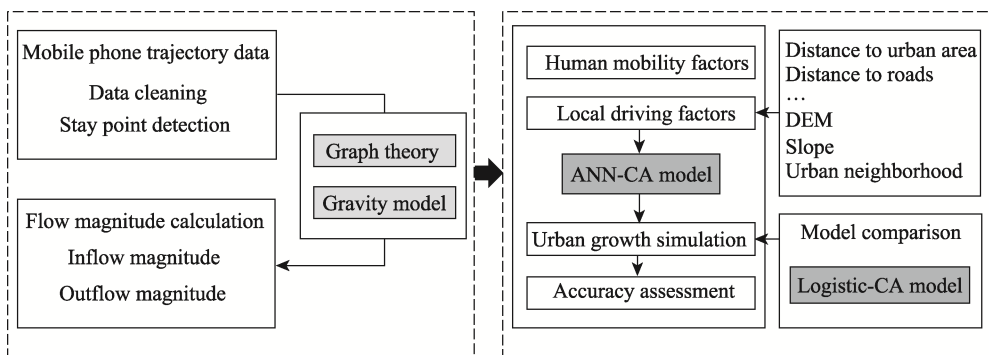 Mobile phone trajectory data
Data cleaning
Stay point detection
Graph theory
Gravity model
Flow magnitude calculation
Inflow magnitude
Outflow magnitude
Human mobility factors
Local driving factors
ANN-CA model
Urban growth simulation
Accuracy assessment
Distance to urban area
Distance to roads
…
DEM
Slope
Urban neighborhood
Model comparison
Logistic-CA model